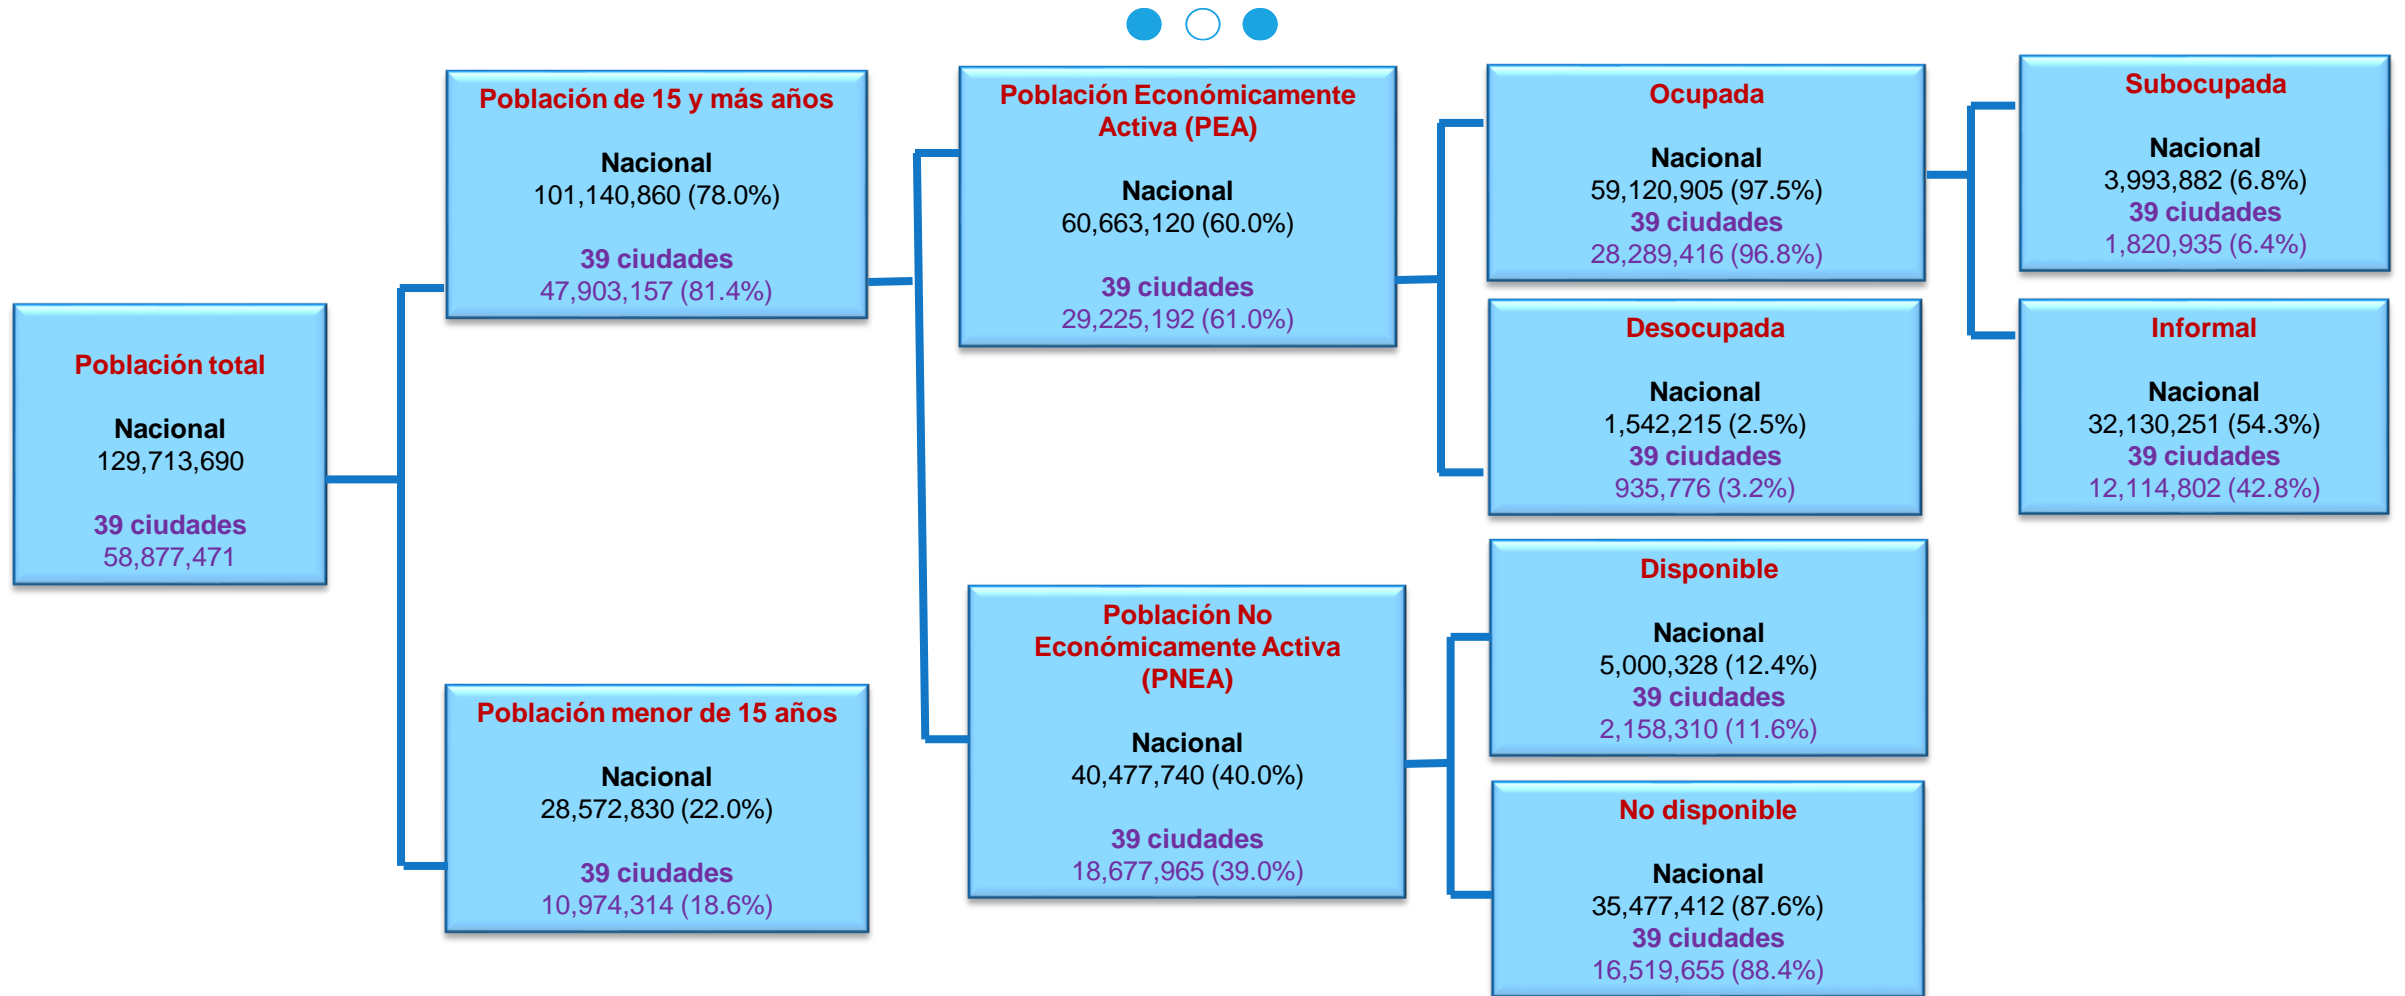 Población total
Nacional
129,713,690
39 ciudades
58,877,471
Población de 15 y más años
Nacional
101,140,860 (78.0%)
39 ciudades
47,903,157 (81.4%)
Población menor de 15 años
Nacional
28,572,830 (22.0%)
39 ciudades
10,974,314 (18.6%)
Población Económicamente
Activa (PEA)
Nacional
60,663,120 (60.0%)
39 ciudades
29,225,192 (61.0%)
Población No
Económicamente Activa
(PNEA)
Nacional
40,477,740 (40.0%)
39 ciudades
18,677,965 (39.0%)
Ocupada
Nacional
59,120,905 (97.5%)
39 ciudades
28,289,416 (96.8%)
Desocupada
Nacional
1,542,215 (2.5%)
39 ciudades
935,776 (3.2%)
Disponible
Nacional
5,000,328 (12.4%)
39 ciudades
2,158,310 (11.6%)
No disponible
Nacional
35,477,412 (87.6%)
39 ciudades
16,519,655 (88.4%)
Subocupada
Nacional
3,993,882 (6.8%)
39 ciudades
1,820,935 (6.4%)
Informal
Nacional
32,130,251 (54.3%)
39 ciudades
12,114,802 (42.8%)